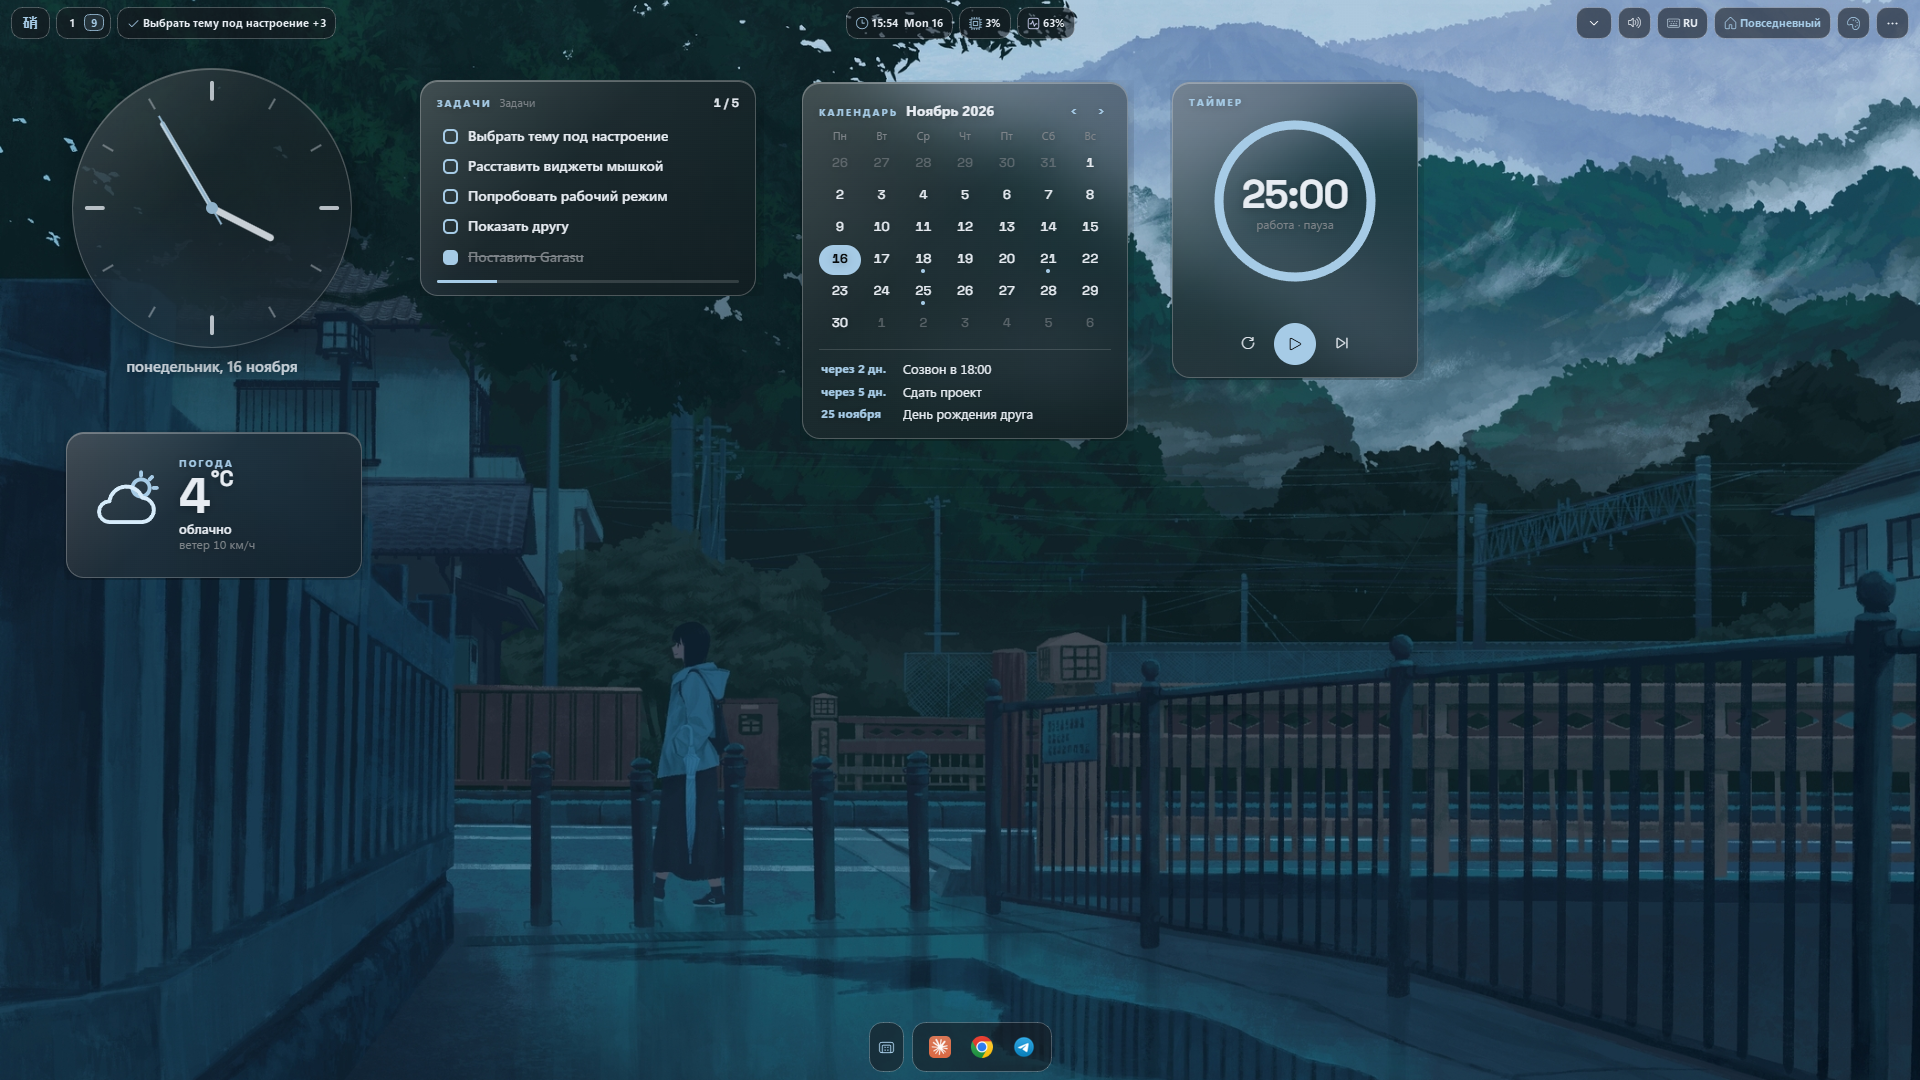 硝
1 9
Выбрать тему под настроение +3
15:54 Mon 16
3%
63%
RU
Повседневный
понедельник, 16 ноября
ПОГОДА
4°C
облачно
ветер 10 км/ч
ЗАДАЧИ Задачи 1 / 5
Выбрать тему под настроение
Расставить виджеты мышкой
Попробовать рабочий режим
Показать другу
Поставить Garasu
КАЛЕНДАРЬ Ноябрь 2026 ‹ ›
Пн Вт Ср Чт Пт Сб Вс
26 27 28 29 30 31 1
2 3 4 5 6 7 8
9 10 11 12 13 14 15
16 17 18 19 20 21 22
23 24 25 26 27 28 29
30 1 2 3 4 5 6
через 2 дн. Созвон в 18:00
через 5 дн. Сдать проект
25 ноября День рождения друга
ТАЙМЕР
25:00
работа · пауза